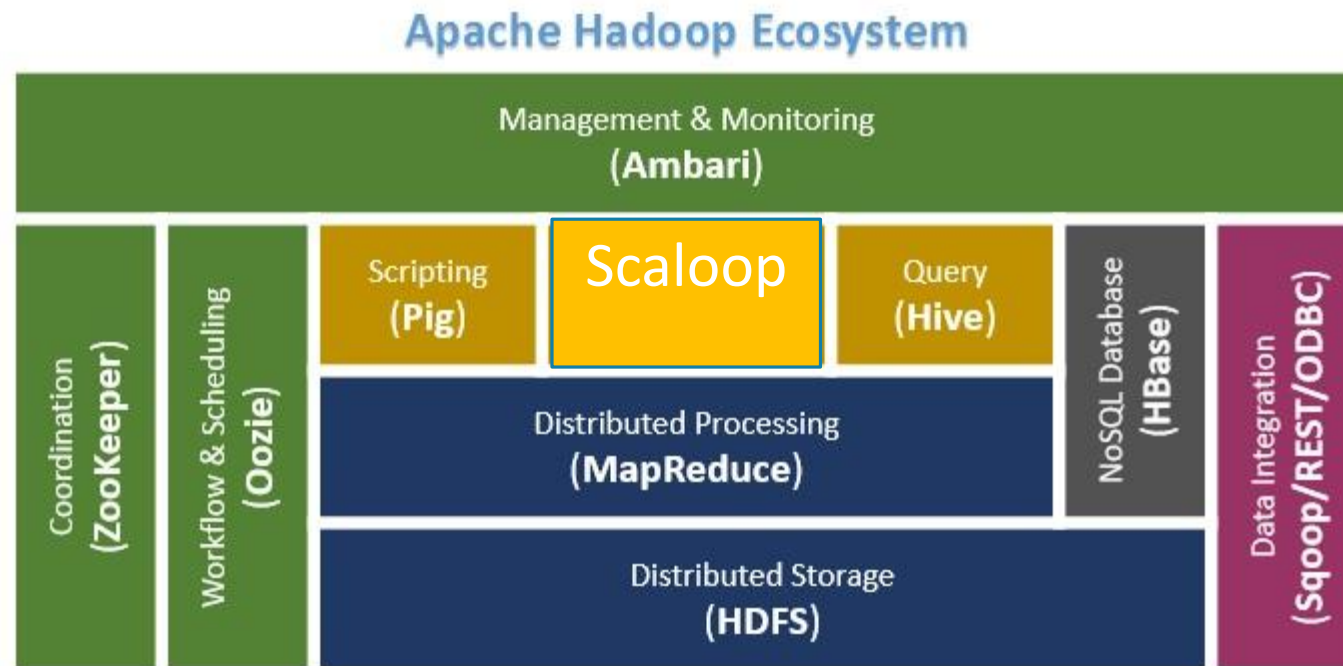 Apache Hadoop Ecosystem
Management & Monitoring
(Ambari)
Coordination
(ZooKeeper)
Workflow & Scheduling
(Oozie)
Scripting
(Pig)
Scaloop
Query
(Hive)
NoSQL Database
(HBase)
Data Integration
(Sqoop/REST/ODBC)
Distributed Processing
(MapReduce)
Distributed Storage
(HDFS)